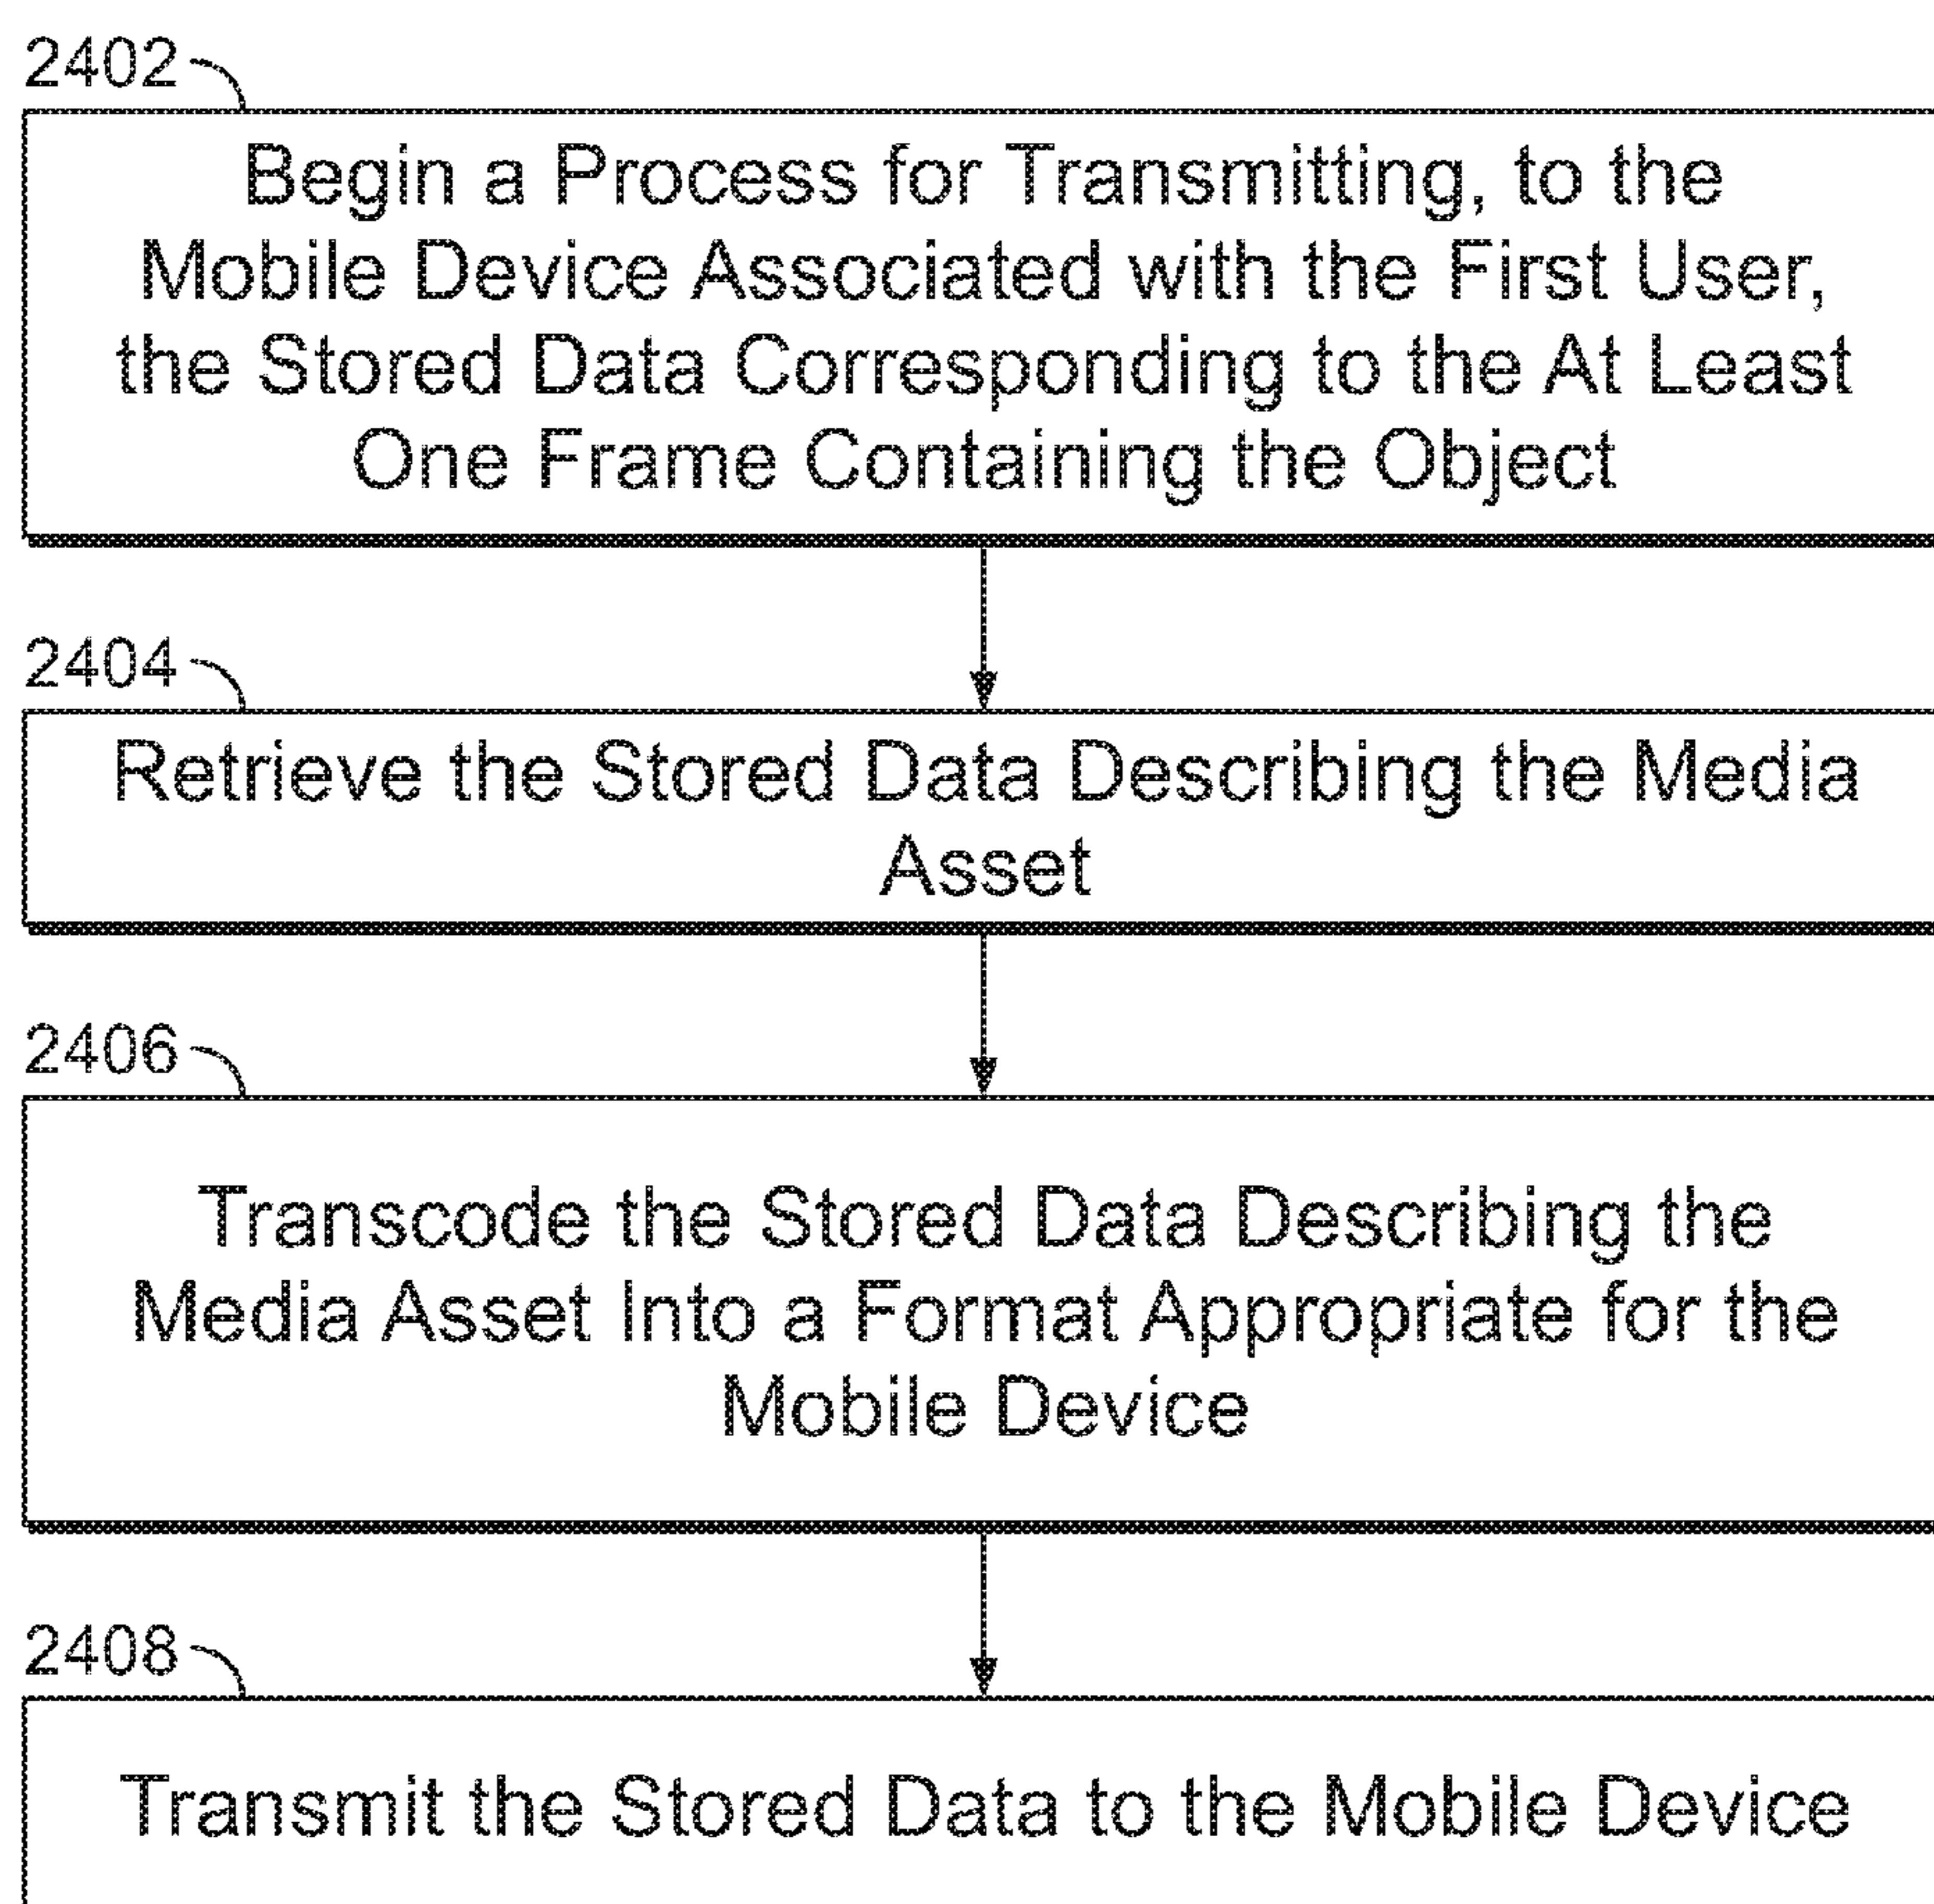 2402
Begin a Process for Transmitting, to the
Mobile Device Associated with the First User,
the Stored Data Corresponding to the At Least
One Frame Containing the Object
2404
Retrieve the Stored Data Describing the Media
Asset
2406
Transcode the Stored Data Describing the
Media Asset Into a Format Appropriate for the
Mobile Device
2408
Transmit the Stored Data to the Mobile Device